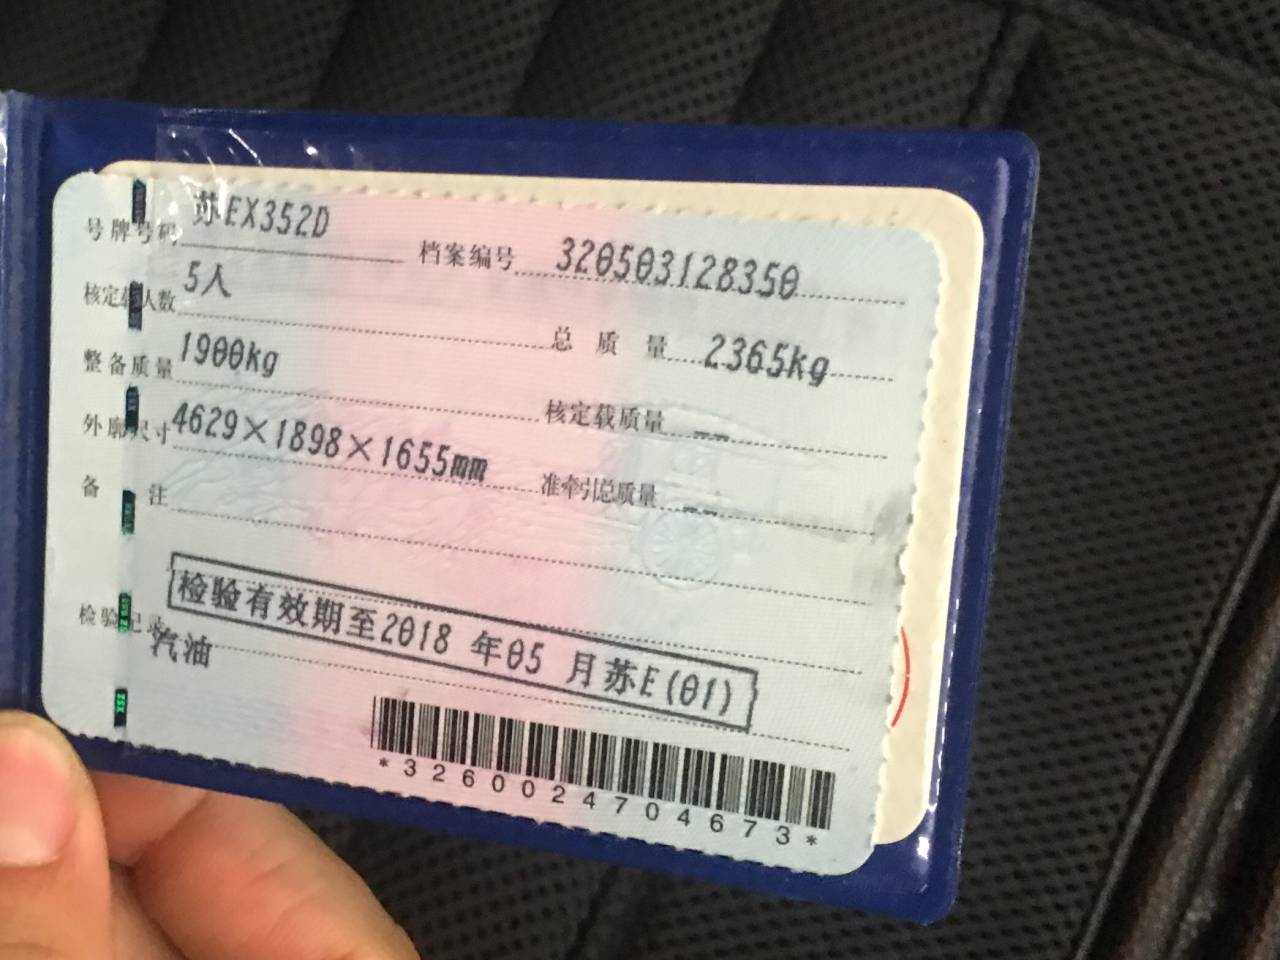 号牌号码 苏EX352D 档案编号 320503128350
核定载人数 5人 总质量 2365kg
整备质量 1900kg 核定载质量 --
外廓尺寸 4629×1898×1655mm 准牵引总质量 --
备注
检验记录 检验有效期至2018年05月苏E(01)
汽油
*3260024704673*